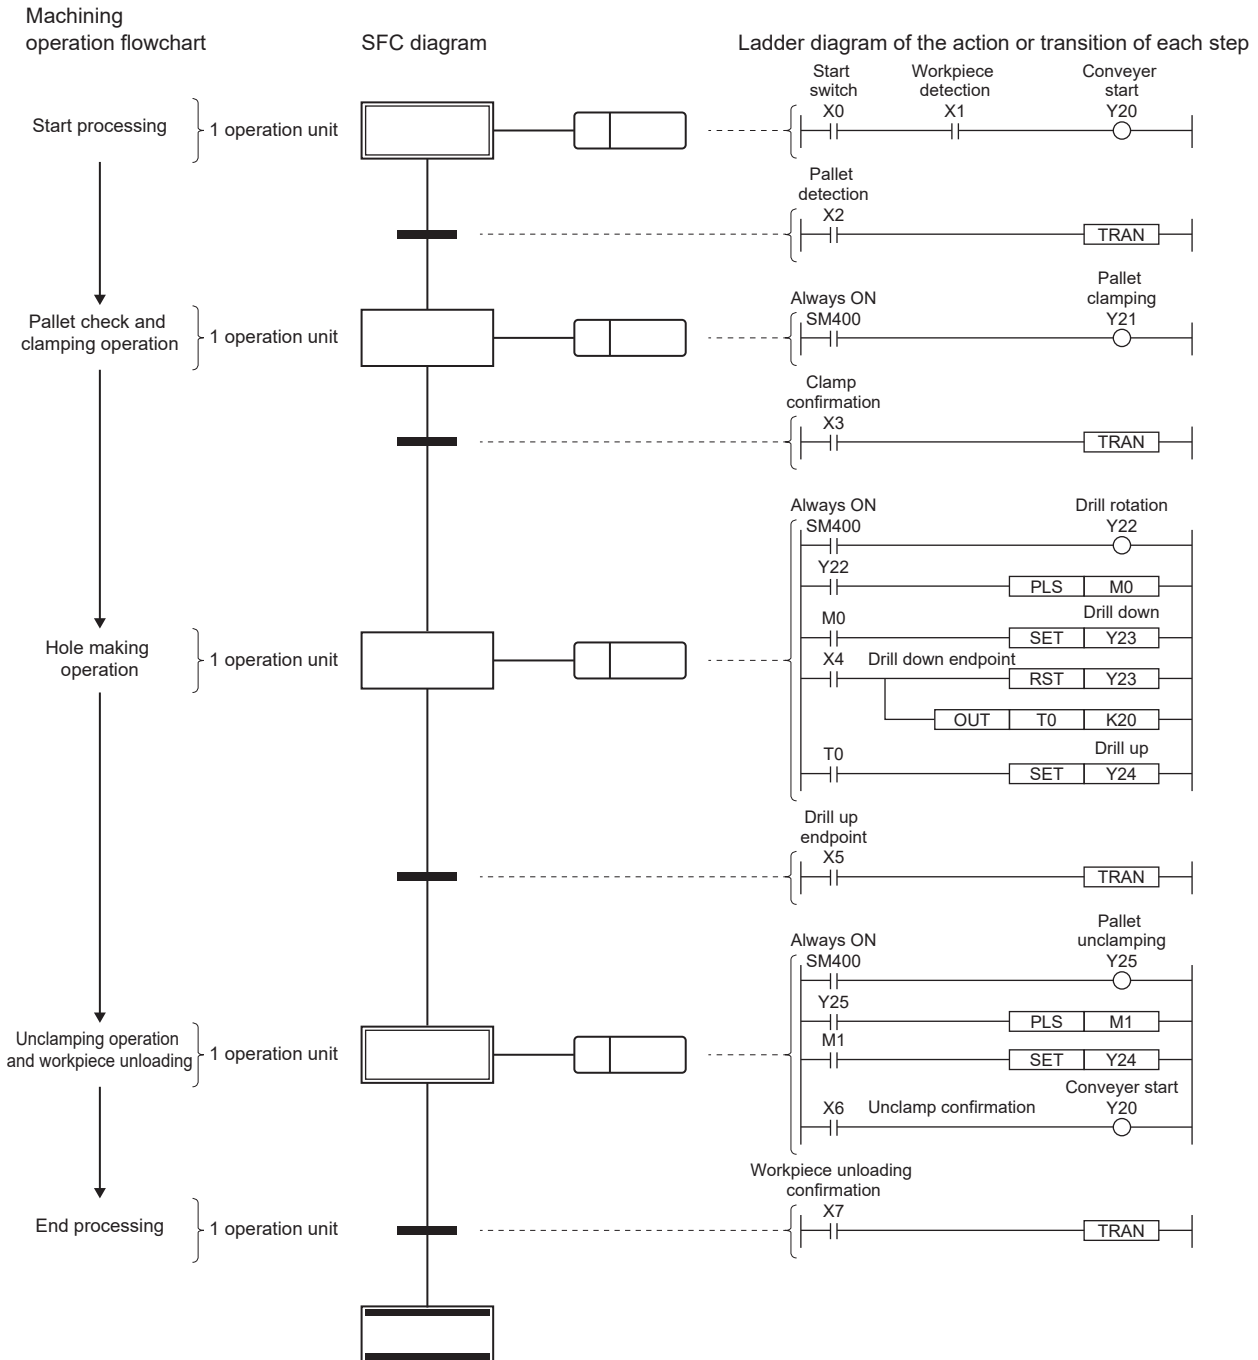 Machining
operation flowchart
SFC diagram
Ladder diagram of the action or transition of each step
Start processing
1 operation unit
Start
switch
X0
Workpiece
detection
X1
Conveyer
start
Y20
Pallet
detection
X2
TRAN
Pallet check and
clamping operation
1 operation unit
Always ON
SM400
Pallet
clamping
Y21
Clamp
confirmation
X3
TRAN
Hole making
operation
1 operation unit
Always ON
SM400
Drill rotation
Y22
Y22
PLS M0
M0
Drill down
SET Y23
X4
Drill down endpoint
RST Y23
OUT T0 K20
T0
Drill up
SET Y24
Drill up
endpoint
X5
TRAN
Unclamping operation
and workpiece unloading
1 operation unit
Always ON
SM400
Pallet
unclamping
Y25
Y25
PLS M1
M1
SET Y24
X6
Unclamp confirmation
Conveyer start
Y20
End processing
1 operation unit
Workpiece unloading
confirmation
X7
TRAN